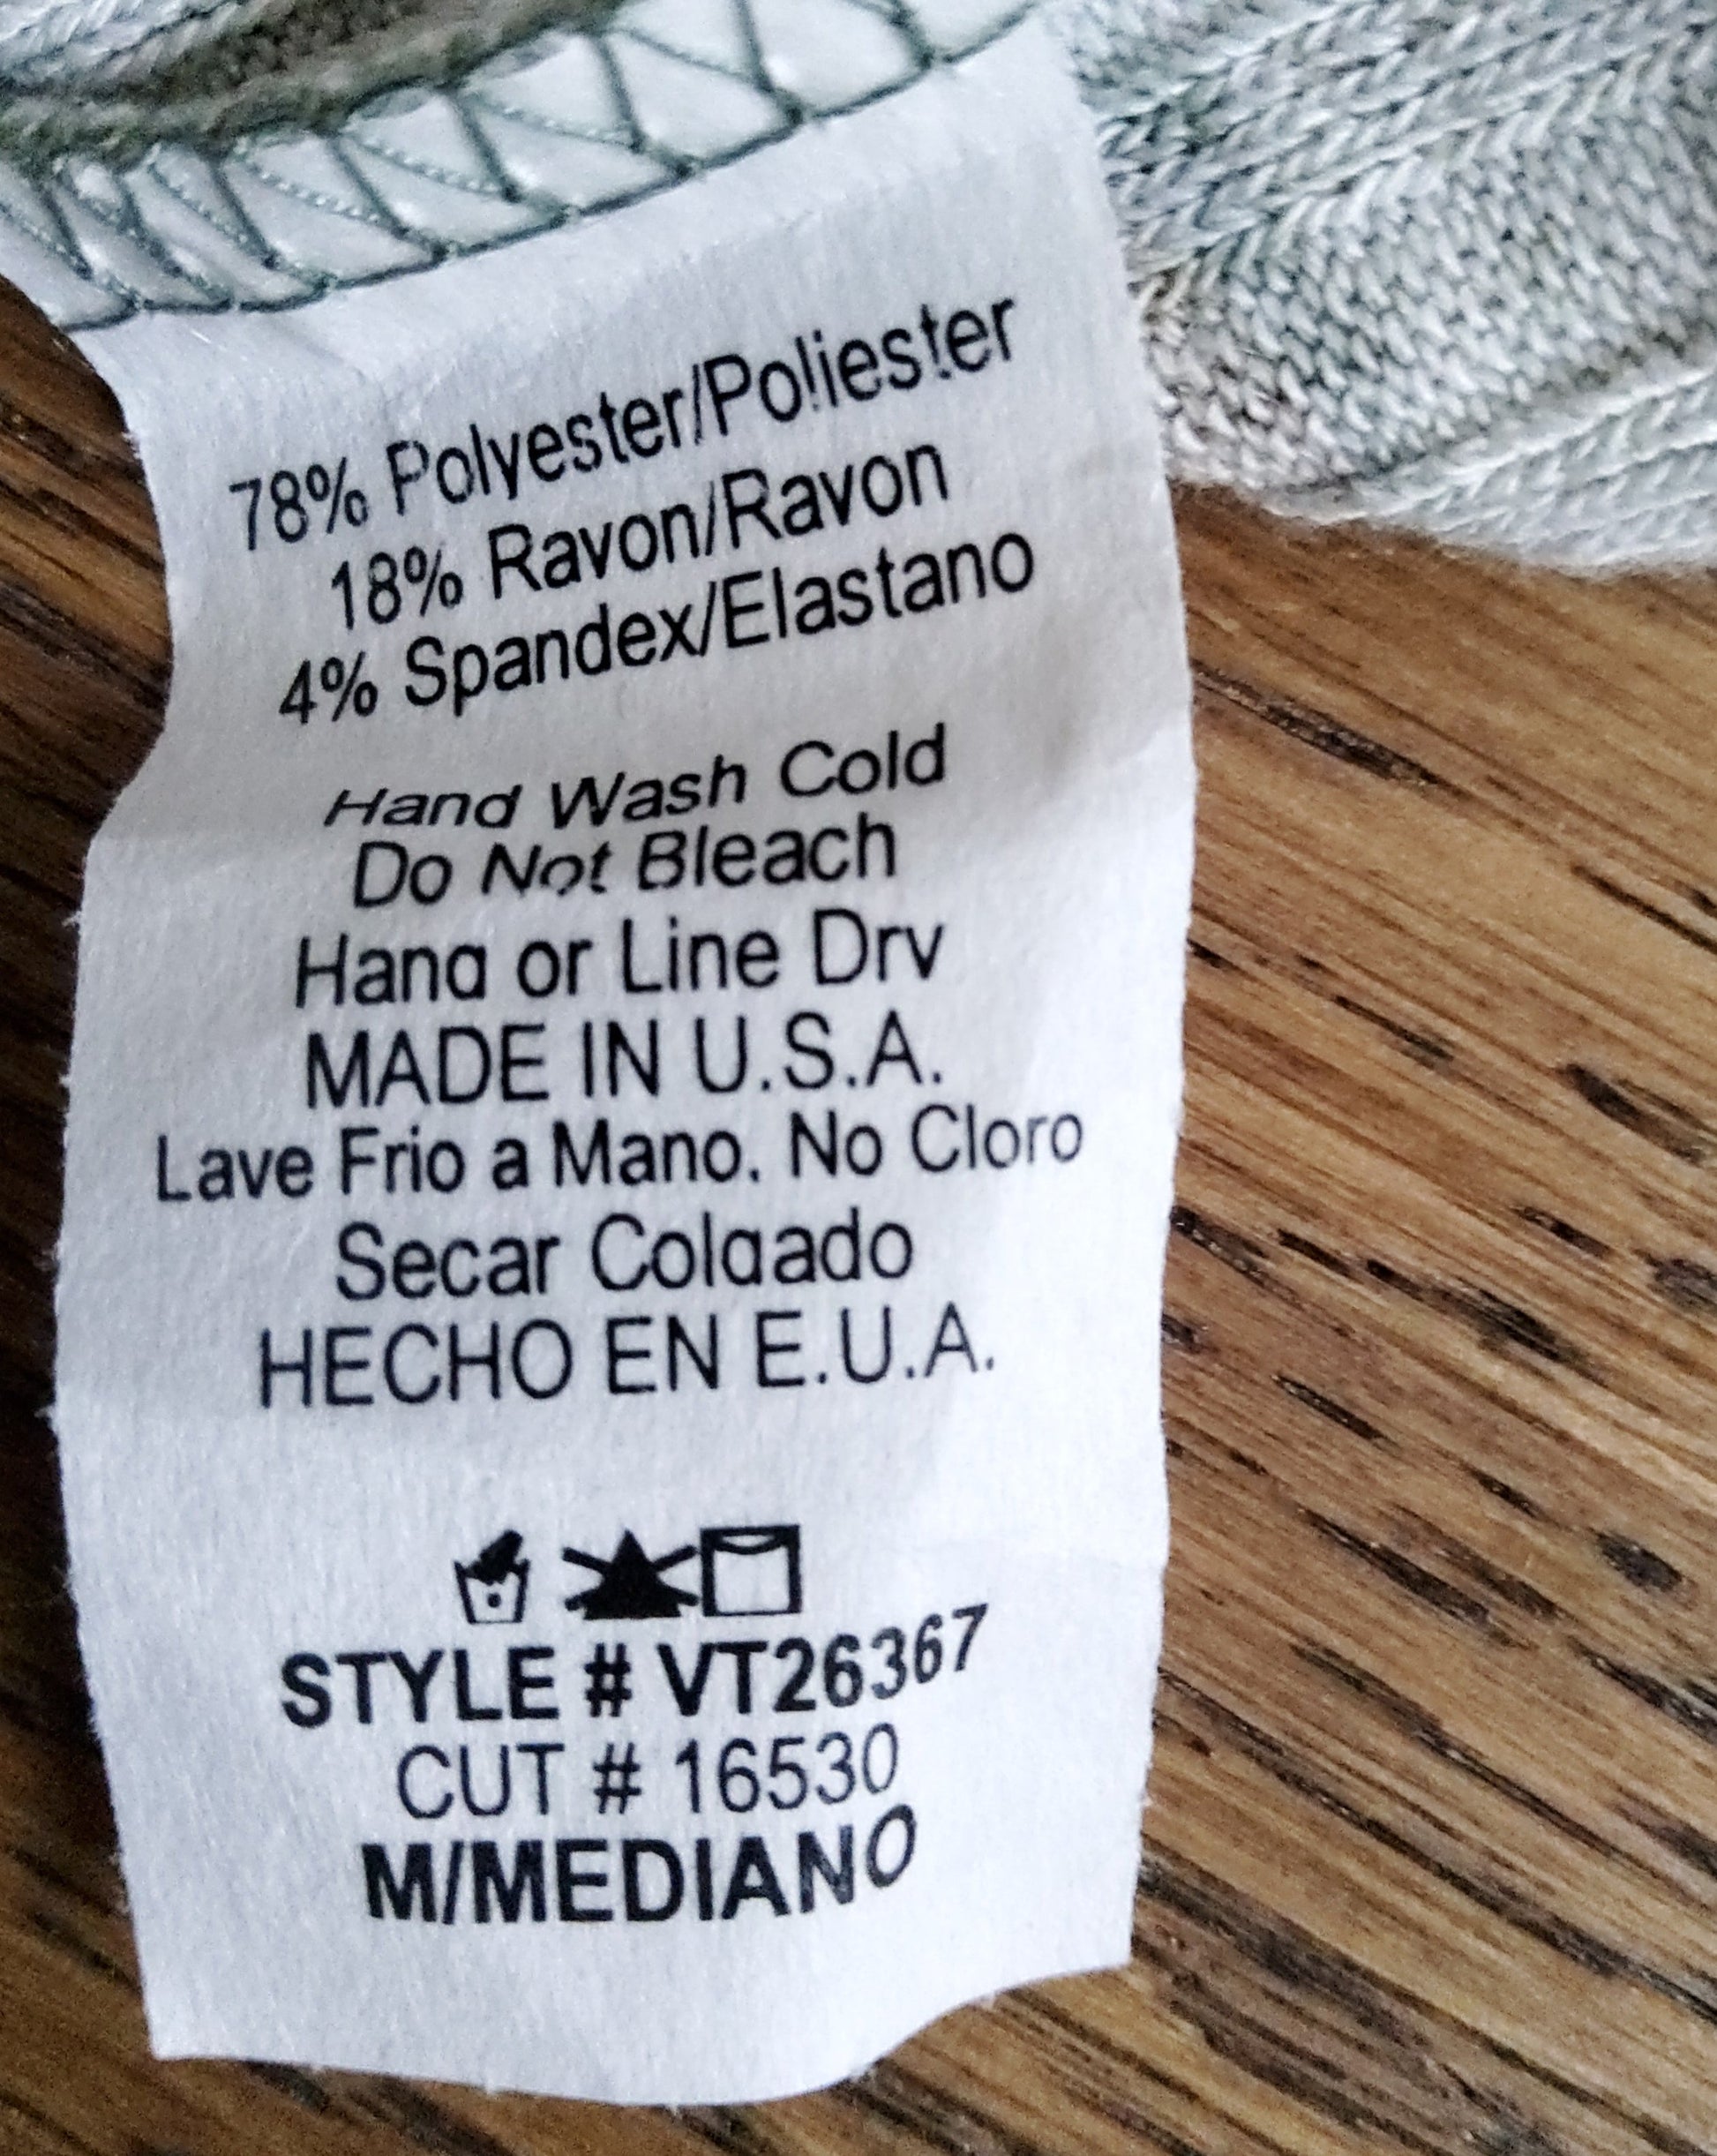 78% Polyester/Poliester
18% Rayon/Rayon
4% Spandex/Elastano
Hand Wash Cold
Do Not Bleach
Hang or Line Dry
MADE IN U.S.A.
Lave Frio a Mano. No Cloro
Secar Colgado
HECHO EN E.U.A.
STYLE # VT26367
CUT # 16530
M/MEDIANO